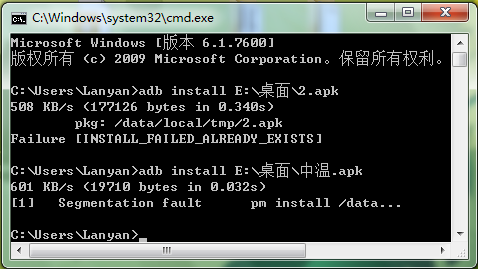 C:\Windows\system32\cmd.exe
Microsoft Windows [版本 6.1.7600]
版权所有 (c) 2009 Microsoft Corporation。保留所有权利。
C:\Users\Lanyan>adb install E:\桌面\2.apk
508 KB/s (177126 bytes in 0.340s)
pkg: /data/local/tmp/2.apk
Failure [INSTALL_FAILED_ALREADY_EXISTS]
C:\Users\Lanyan>adb install E:\桌面\中温.apk
601 KB/s (19710 bytes in 0.032s)
[1]   Segmentation fault      pm install /data...
C:\Users\Lanyan>